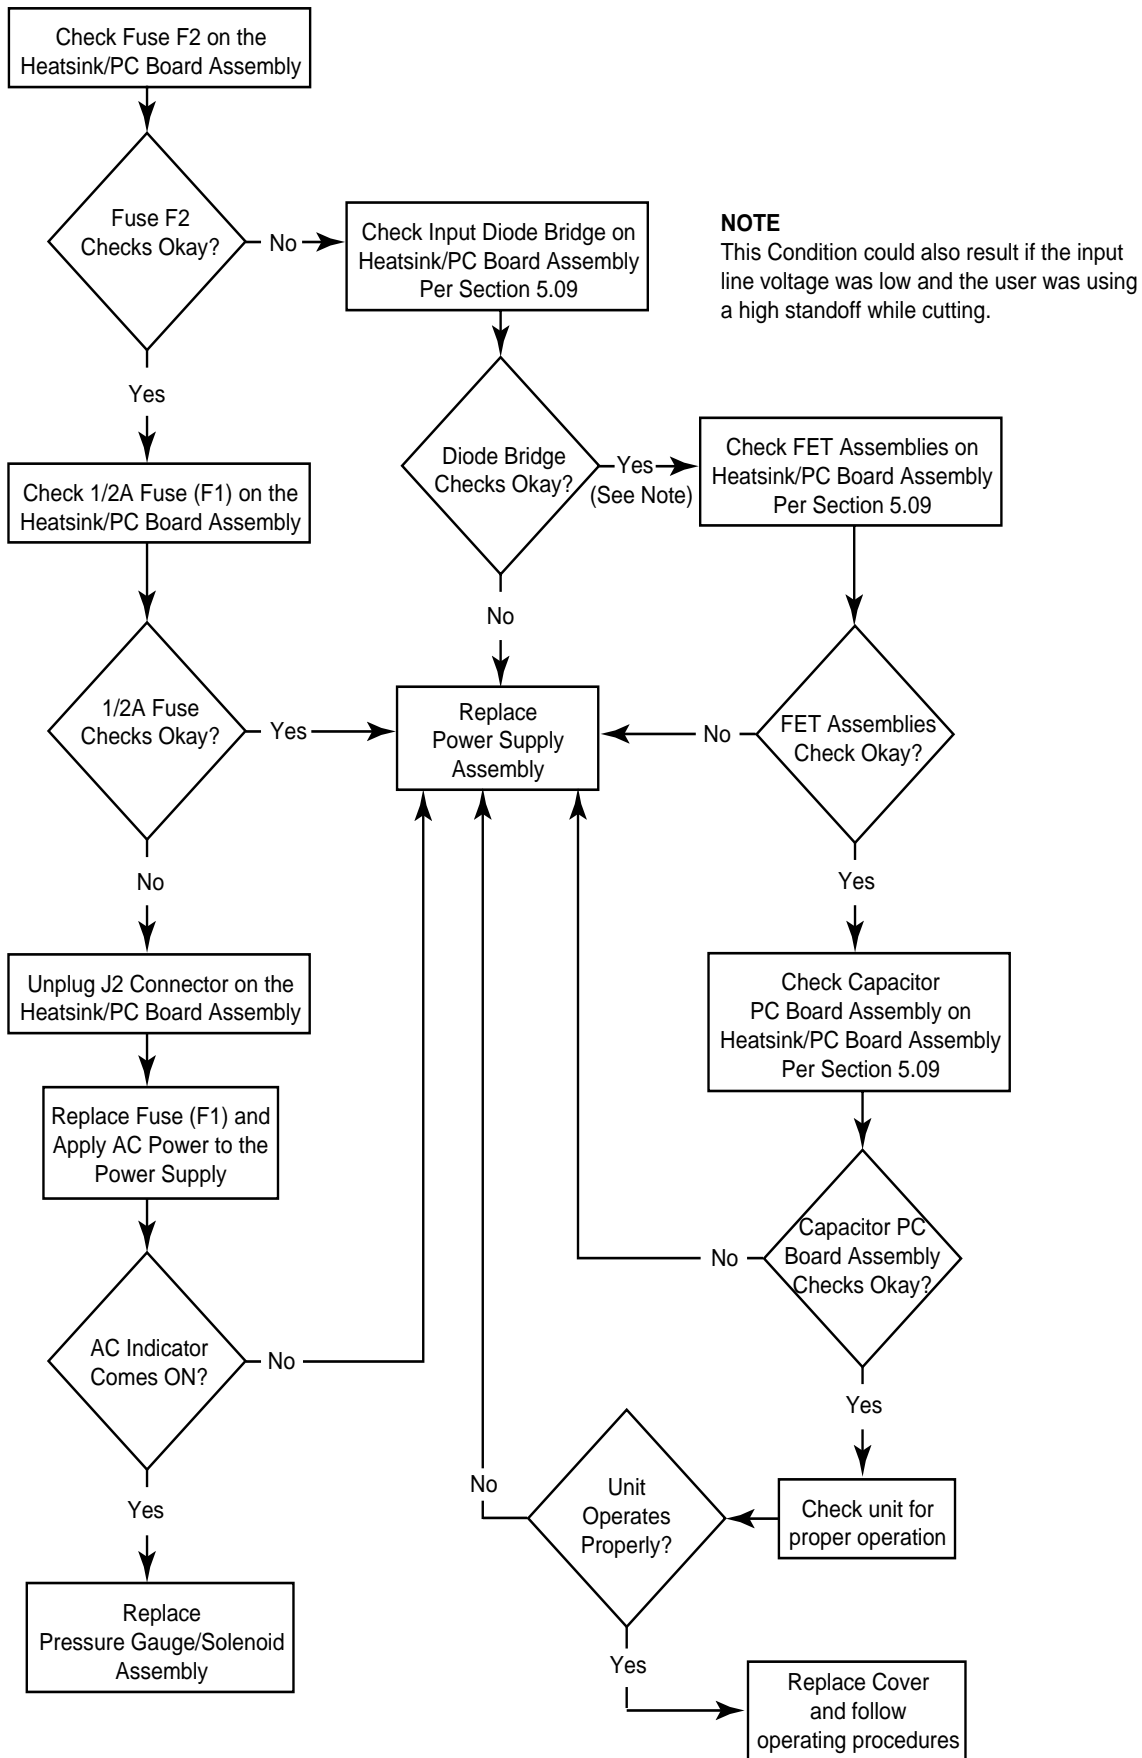 Check Fuse F2 on the
Heatsink/PC Board Assembly
Fuse F2
Checks Okay?
No
Check Input Diode Bridge on
Heatsink/PC Board Assembly
Per Section 5.09
NOTE
This Condition could also result if the input
line voltage was low and the user was using
a high standoff while cutting.
Yes
Check 1/2A Fuse (F1) on the
Heatsink/PC Board Assembly
Diode Bridge
Checks Okay?
Yes
(See Note)
Check FET Assemblies on
Heatsink/PC Board Assembly
Per Section 5.09
No
1/2A Fuse
Checks Okay?
Yes
Replace
Power Supply
Assembly
No
FET Assemblies
Check Okay?
No
Yes
Unplug J2 Connector on the
Heatsink/PC Board Assembly
Check Capacitor
PC Board Assembly on
Heatsink/PC Board Assembly
Per Section 5.09
Replace Fuse (F1) and
Apply AC Power to the
Power Supply
No
Capacitor PC
Board Assembly
Checks Okay?
AC Indicator
Comes ON?
No
Yes
Yes
No
Unit
Operates
Properly?
Check unit for
proper operation
Replace
Pressure Gauge/Solenoid
Assembly
Yes
Replace Cover
and follow
operating procedures